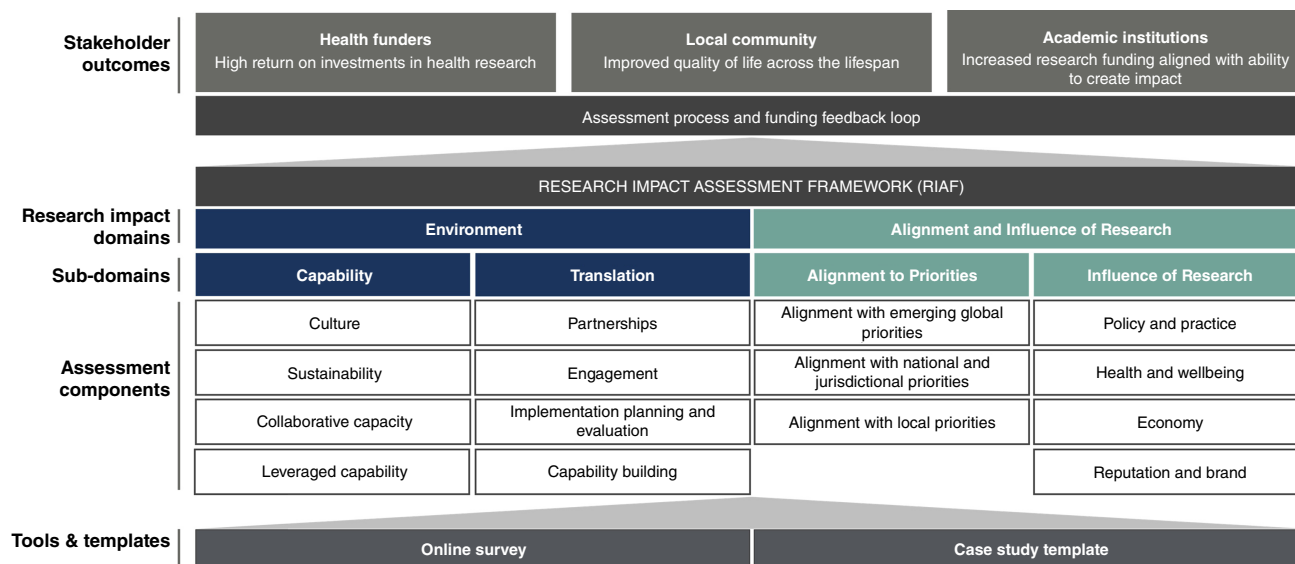 Stakeholder
outcomes
Health funders
High return on investments in health research
Local community
Improved quality of life across the lifespan
Academic institutions
Increased research funding aligned with ability
to create impact
Assessment process and funding feedback loop
RESEARCH IMPACT ASSESSMENT FRAMEWORK (RIAF)
Research impact
domains
Environment
Alignment and Influence of Research
Sub-domains
Capability
Translation
Alignment to Priorities
Influence of Research
Assessment
components
Culture
Partnerships
Alignment with emerging global
priorities
Policy and practice
Sustainability
Engagement
Alignment with national and
jurisdictional priorities
Health and wellbeing
Collaborative capacity
Implementation planning and
evaluation
Alignment with local priorities
Economy
Leveraged capability
Capability building
Reputation and brand
Tools & templates
Online survey
Case study template